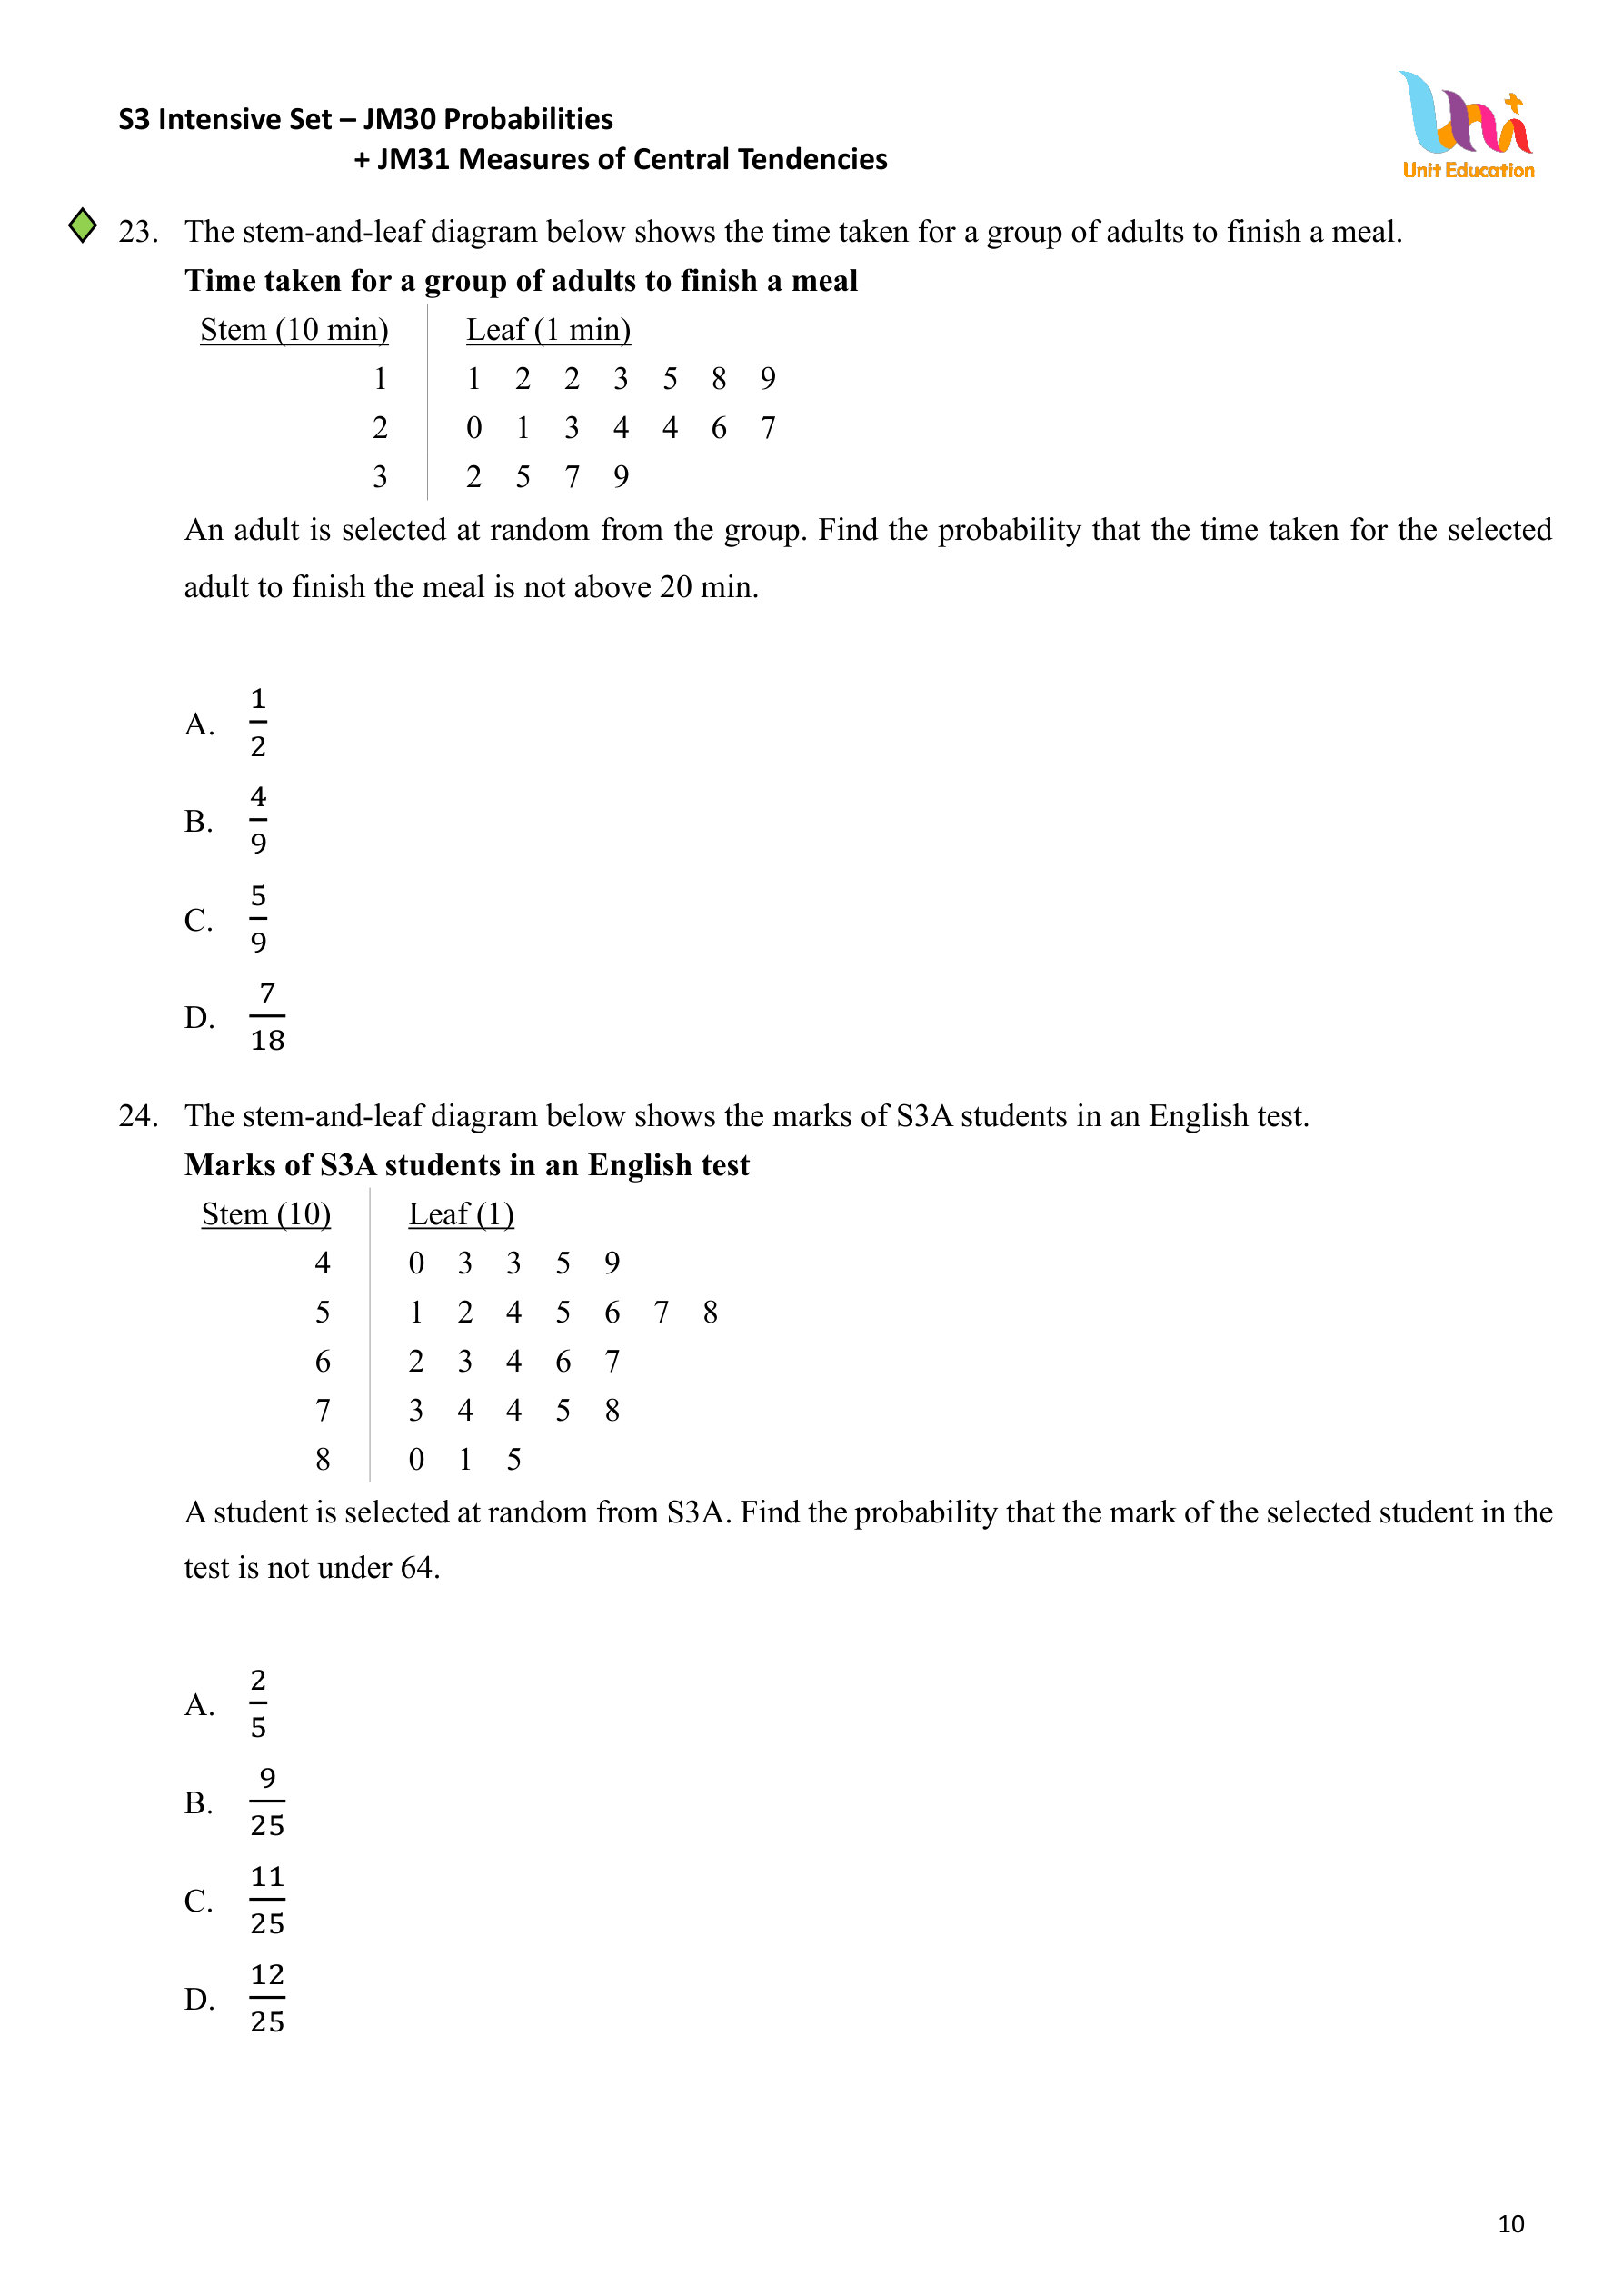 S3 Intensive Set – JM30 Probabilities
+ JM31 Measures of Central Tendencies
Unit Education
23. The stem-and-leaf diagram below shows the time taken for a group of adults to finish a meal.
Time taken for a group of adults to finish a meal
Stem (10 min) Leaf (1 min)
1 1 2 2 3 5 8 9
2 0 1 3 4 4 6 7
3 2 5 7 9
An adult is selected at random from the group. Find the probability that the time taken for the selected
adult to finish the meal is not above 20 min.
A. 1/2
B. 4/9
C. 5/9
D. 7/18
24. The stem-and-leaf diagram below shows the marks of S3A students in an English test.
Marks of S3A students in an English test
Stem (10) Leaf (1)
4 0 3 3 5 9
5 1 2 4 5 6 7 8
6 2 3 4 6 7
7 3 4 4 5 8
8 0 1 5
A student is selected at random from S3A. Find the probability that the mark of the selected student in the
test is not under 64.
A. 2/5
B. 9/25
C. 11/25
D. 12/25
10